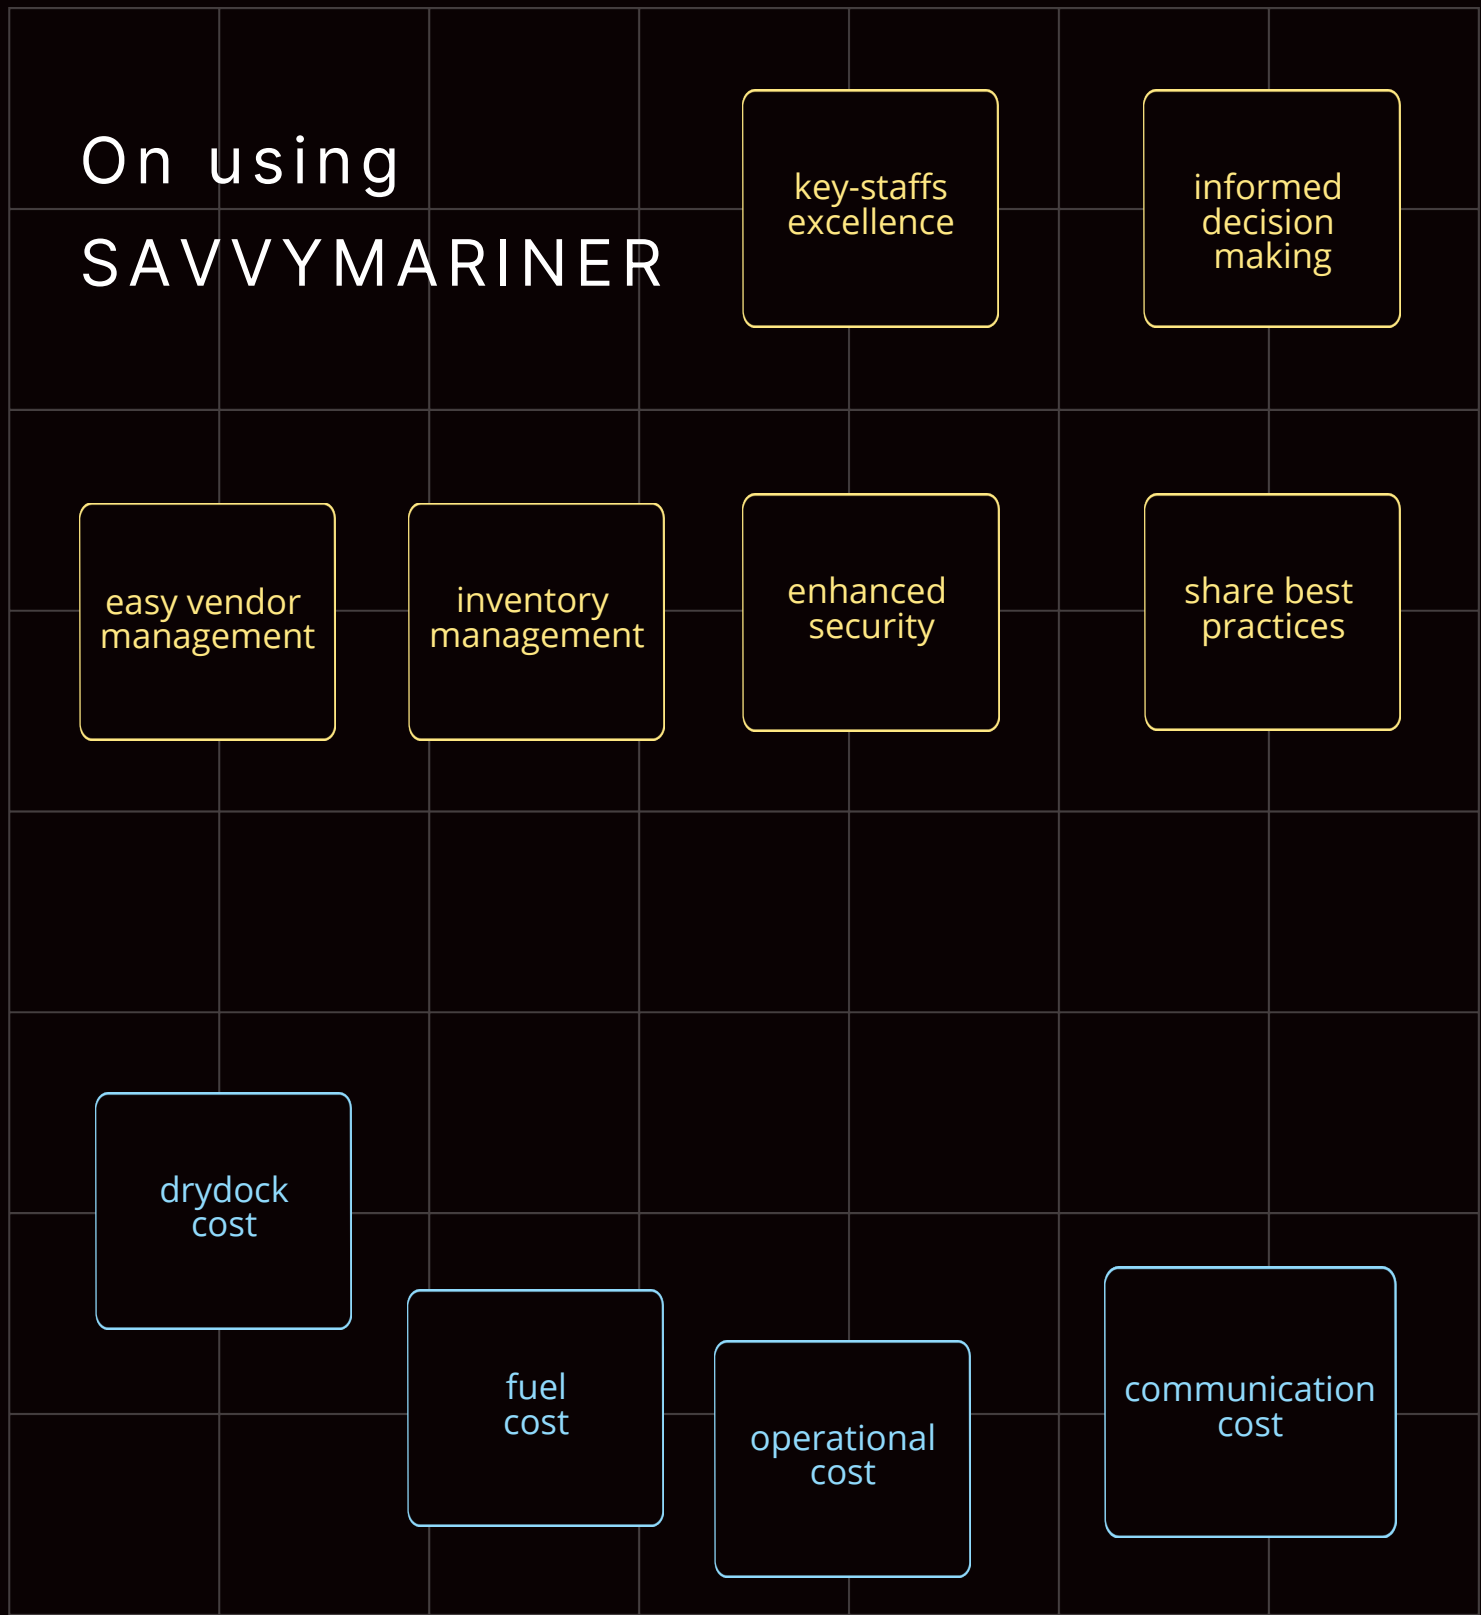 On using
SAVVYMARINER
key-staffs
excellence
informed
decision
making
easy vendor
management
inventory
management
enhanced
security
share best
practices
drydock
cost
fuel
cost
operational
cost
communication
cost